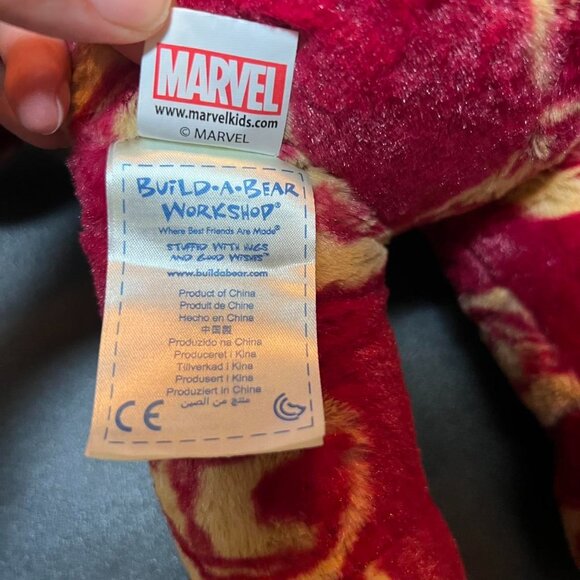 MARVEL
www.marvelkids.com
© MARVEL
BUILD•A•BEAR
WORKSHOP®
Where Best Friends Are Made®
STUFFED WITH HUGS
AND GOOD WISHES™
www.buildabear.com
Product of China
Produit de Chine
Hecho en China
中国製
Produzido na China
Produceret i Kina
Tillverkad i Kina
Produsert i Kina
Produziert in China
منتج من الصين
CE